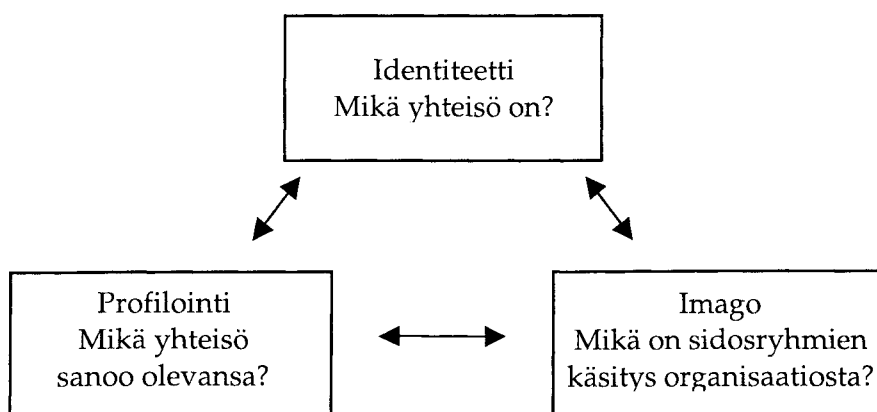 Identiteetti
Mikä yhteisö on?
Profilointi
Mikä yhteisö
sanoo olevansa?
Imago
Mikä on sidosryhmien
käsitys organisaatiosta?